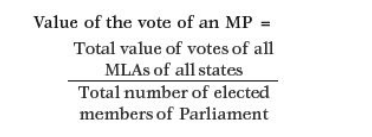 Value of the vote of an MP =
Total value of votes of all
MLAs of all states
Total number of elected
members of Parliament